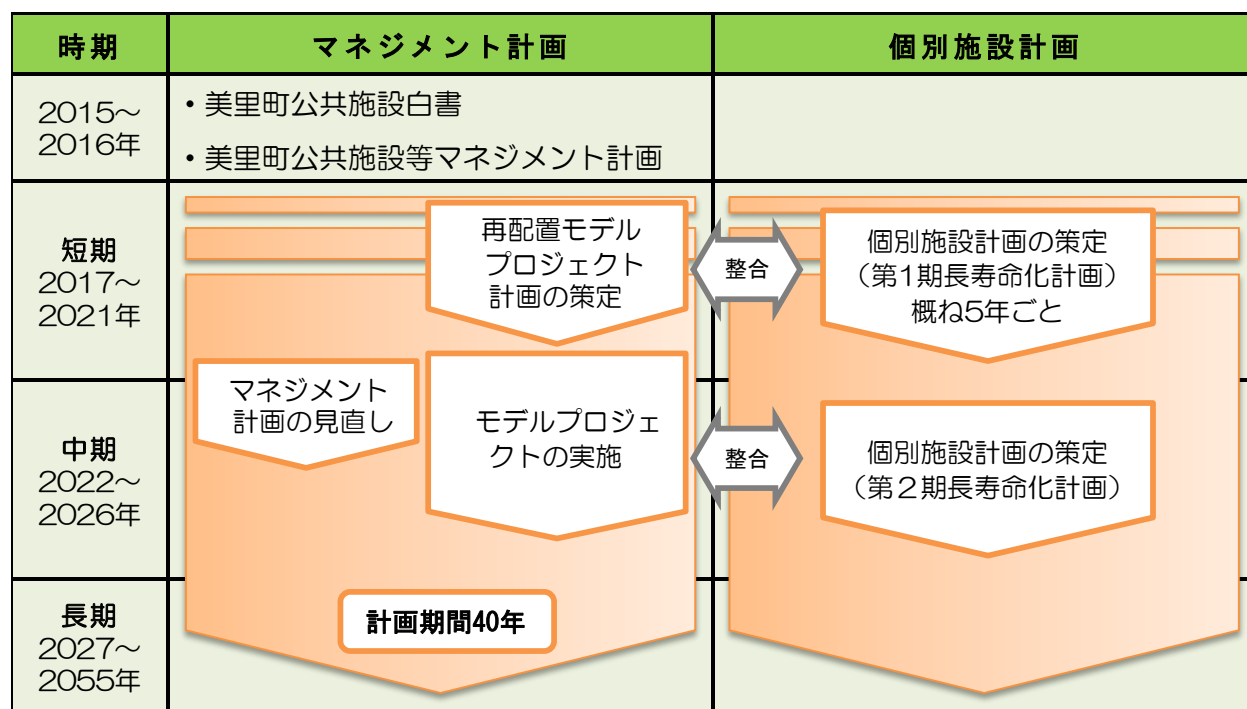 時期
マネジメント計画
個別施設計画
2015～
2016年
・美里町公共施設白書
・美里町公共施設等マネジメント計画
短期
2017～
2021年
再配置モデル
プロジェクト
計画の策定
整合
個別施設計画の策定
（第1期長寿命化計画）
概ね5年ごと
マネジメント
計画の見直し
中期
2022～
2026年
モデルプロジェ
クトの実施
整合
個別施設計画の策定
（第２期長寿命化計画）
長期
2027～
2055年
計画期間40年